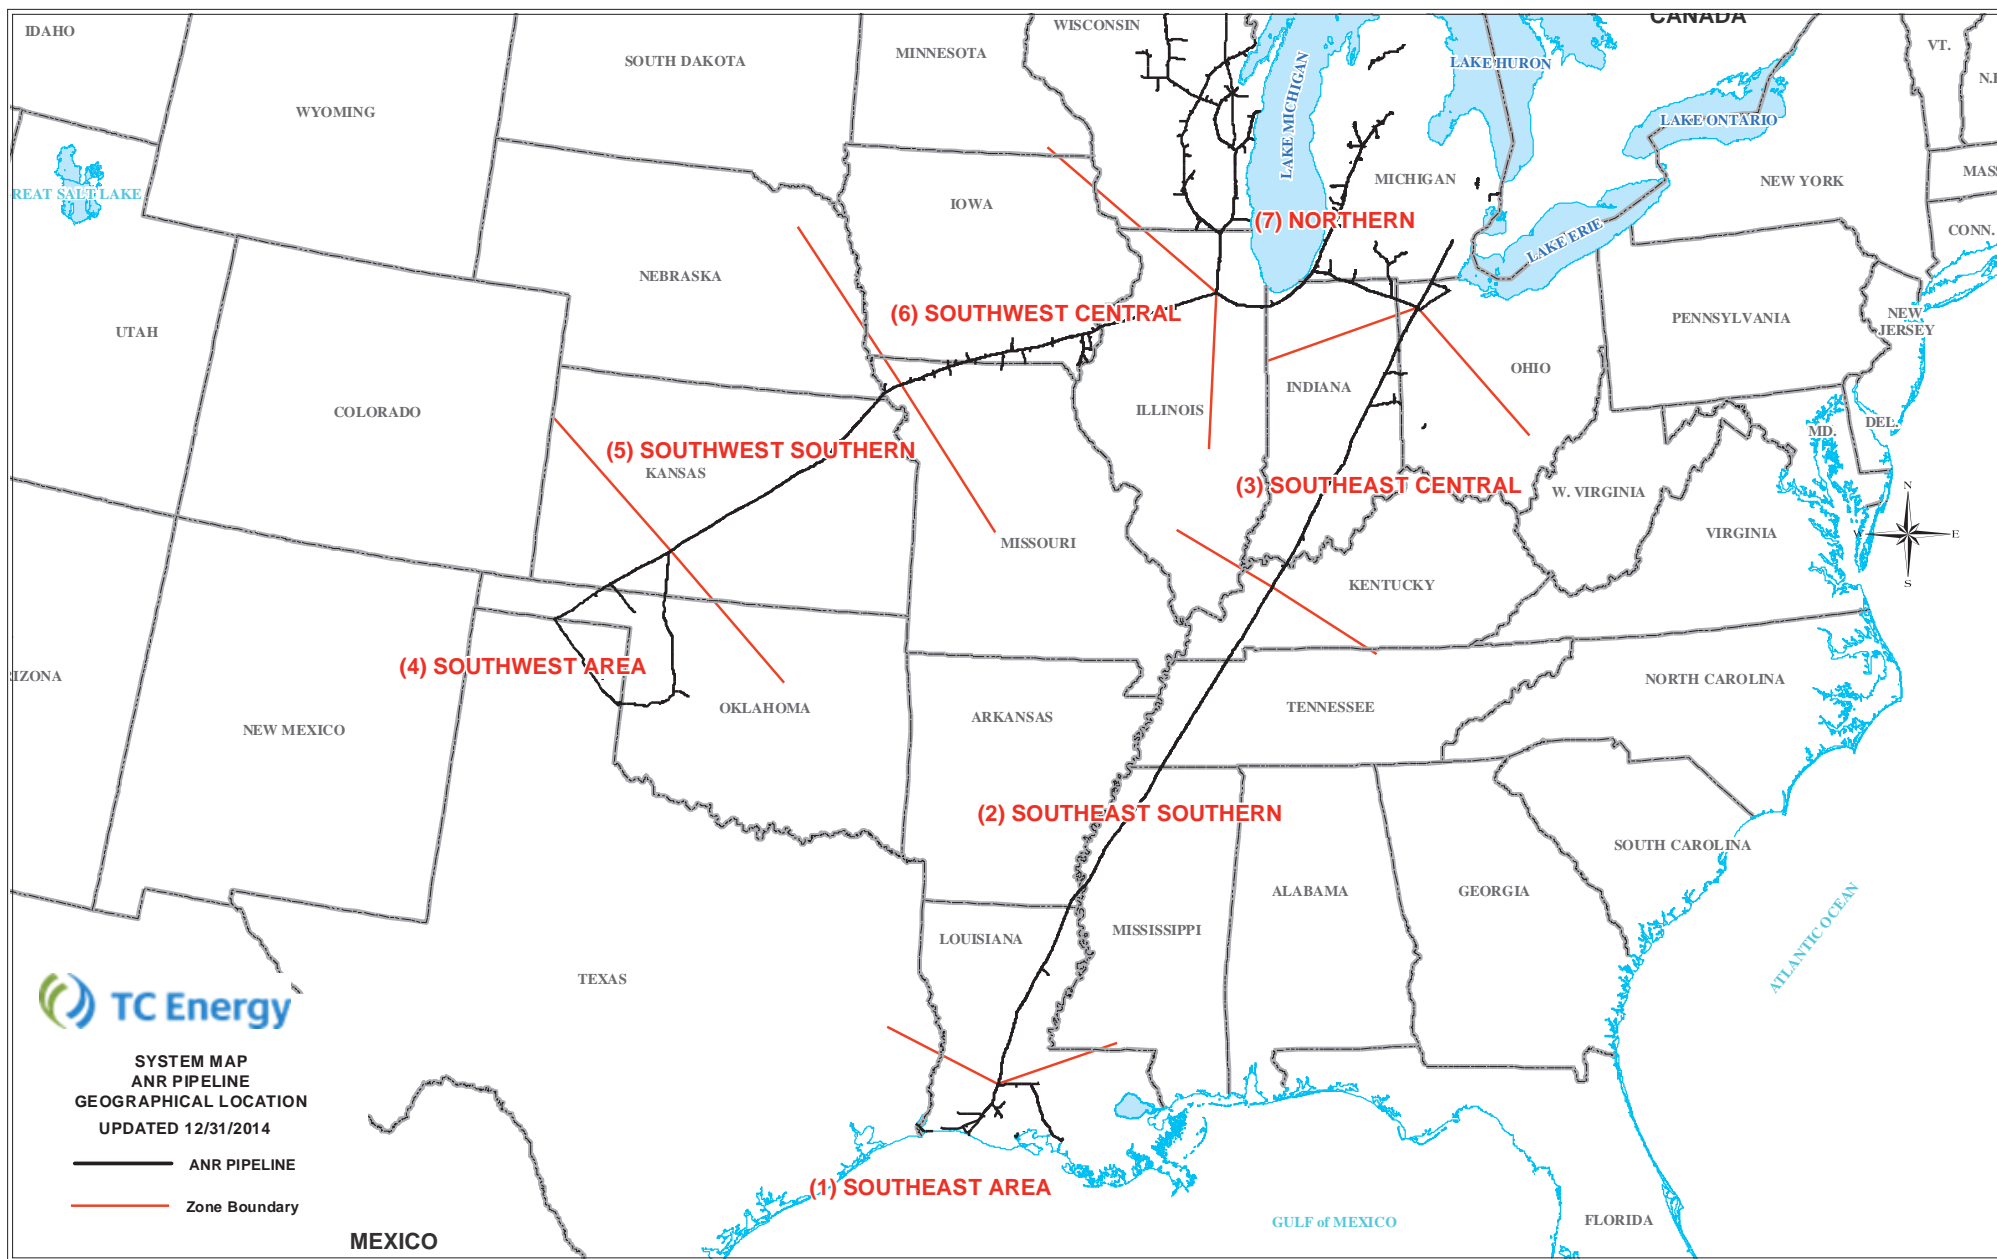 CANADA
IDAHO
WISCONSIN
VT.
MINNESOTA
SOUTH DAKOTA
LAKE HURON
LAKE MICHIGAN
N.H
WYOMING
LAKE ONTARIO
MAS
REAT SALT LAKE
MICHIGAN
NEW YORK
IOWA
(7) NORTHERN
CONN.
LAKE ERIE
NEBRASKA
(6) SOUTHWEST CENTRAL
PENNSYLVANIA
NEW
JERSEY
UTAH
OHIO
INDIANA
COLORADO
ILLINOIS
DEL.
MD.
(5) SOUTHWEST SOUTHERN
KANSAS
(3) SOUTHEAST CENTRAL
W. VIRGINIA
N
W
E
S
VIRGINIA
MISSOURI
KENTUCKY
(4) SOUTHWEST AREA
RIZONA
NORTH CAROLINA
OKLAHOMA
TENNESSEE
ARKANSAS
NEW MEXICO
(2) SOUTHEAST SOUTHERN
SOUTH CAROLINA
ALABAMA
GEORGIA
MISSISSIPPI
LOUISIANA
ATLANTIC OCEAN
TEXAS
TC Energy
SYSTEM MAP
ANR PIPELINE
GEOGRAPHICAL LOCATION
UPDATED 12/31/2014
ANR PIPELINE
Zone Boundary
(1) SOUTHEAST AREA
GULF of MEXICO
FLORIDA
MEXICO